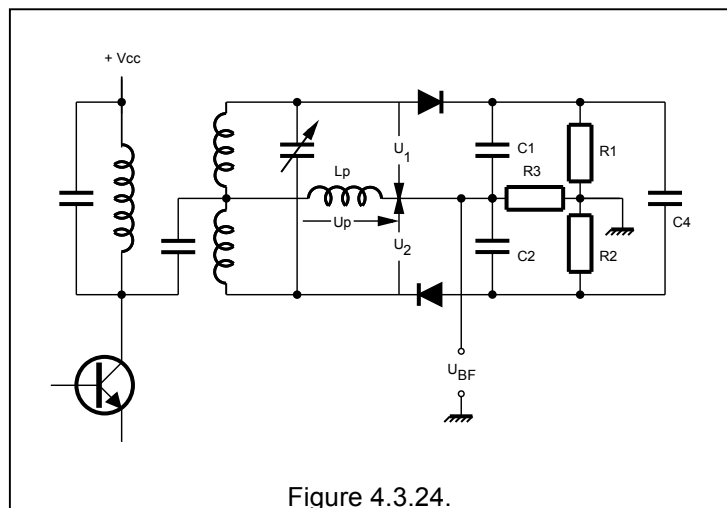 + Vcc
U1
C1
R1
Lp
R3
Up
C4
U2
C2
R2
UBF
Figure 4.3.24.